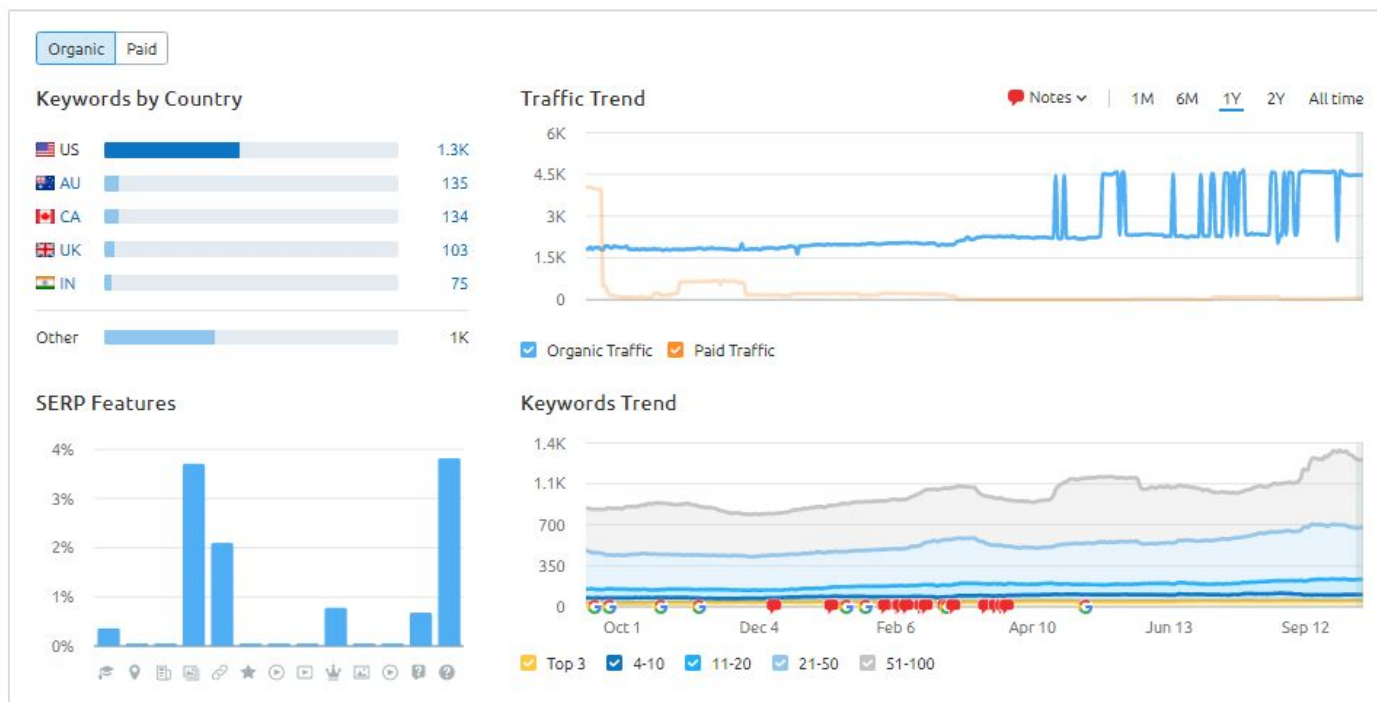 Organic Paid
Keywords by Country
US 1.3K
AU 135
CA 134
UK 103
IN 75
Other 1K
Traffic Trend
Notes 1M 6M 1Y 2Y All time
6K
4.5K
3K
1.5K
0
Organic Traffic Paid Traffic
SERP Features
4%
3%
2%
1%
0%
Keywords Trend
1.4K
1.1K
700
350
0
Oct 1 Dec 4 Feb 6 Apr 10 Jun 13 Sep 12
Top 3 4-10 11-20 21-50 51-100